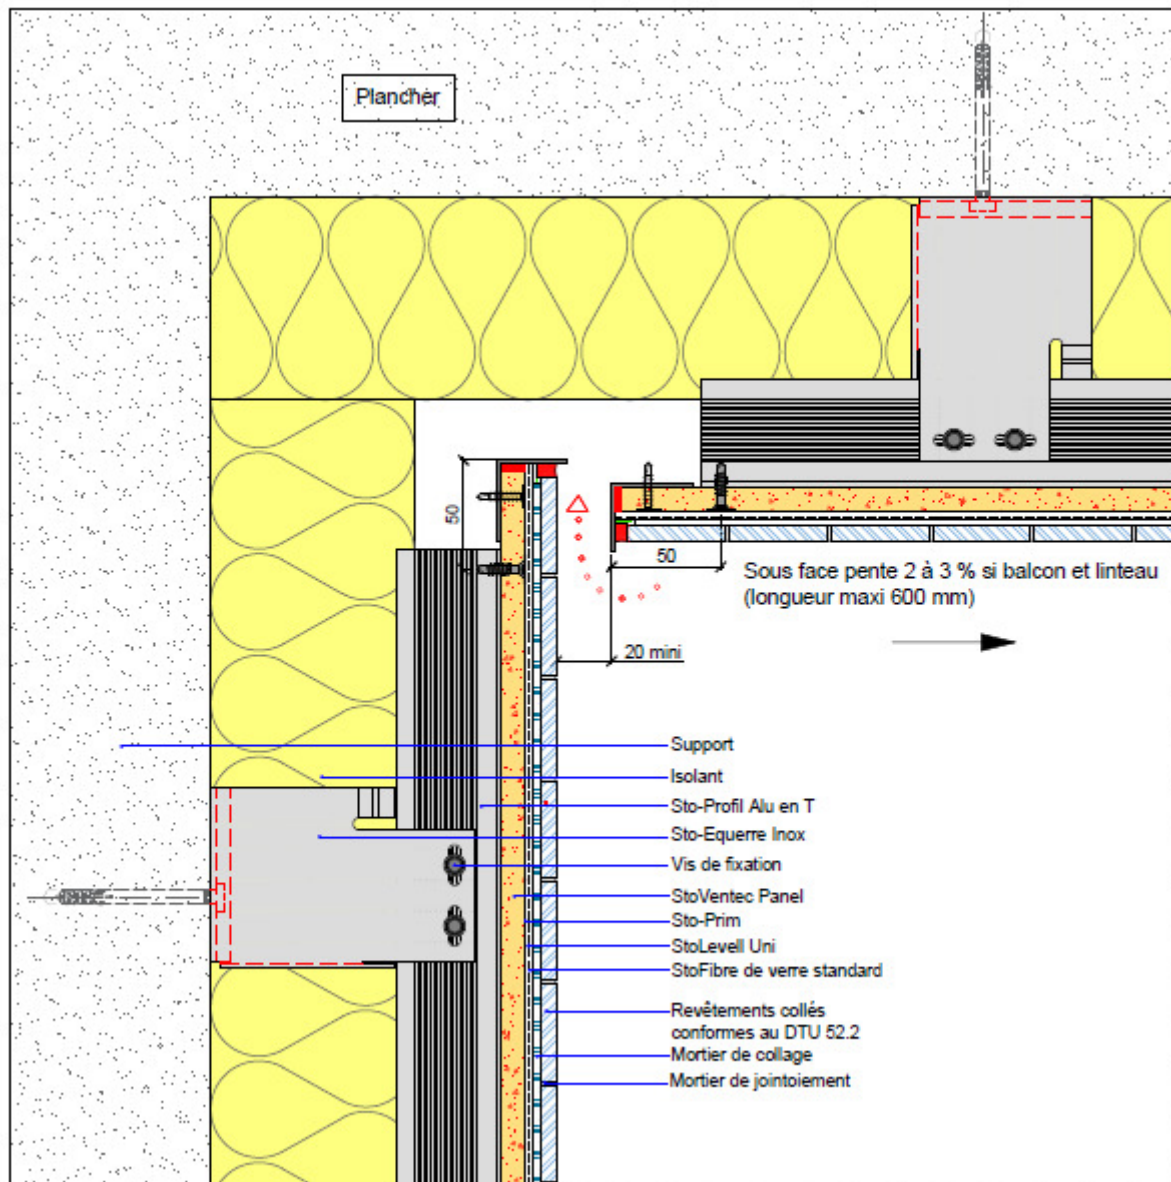 Plancher
50
50
Sous face pente 2 à 3 % si balcon et linteau
(longueur maxi 600 mm)
20 mini
Support
Isolant
Sto-Profil Alu en T
Sto-Equerre Inox
Vis de fixation
StoVentec Panel
Sto-Prim
StoLevell Uni
StoFibre de verre standard
Revêtements collés
conformes au DTU 52.2
Mortier de collage
Mortier de jointoiement